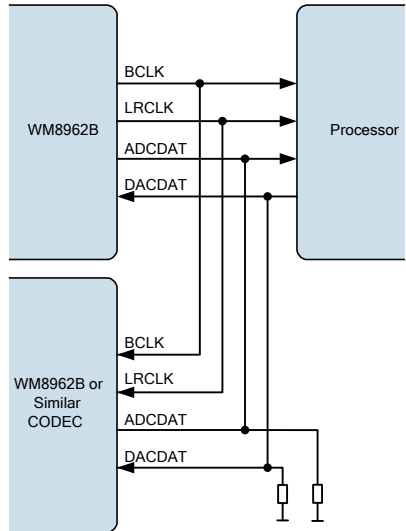 BCLK
LRCLK
WM8962B
Processor
ADCDAT
DACDAT
BCLK
WM8962B or
Similar
CODEC
LRCLK
ADCDAT
DACDAT